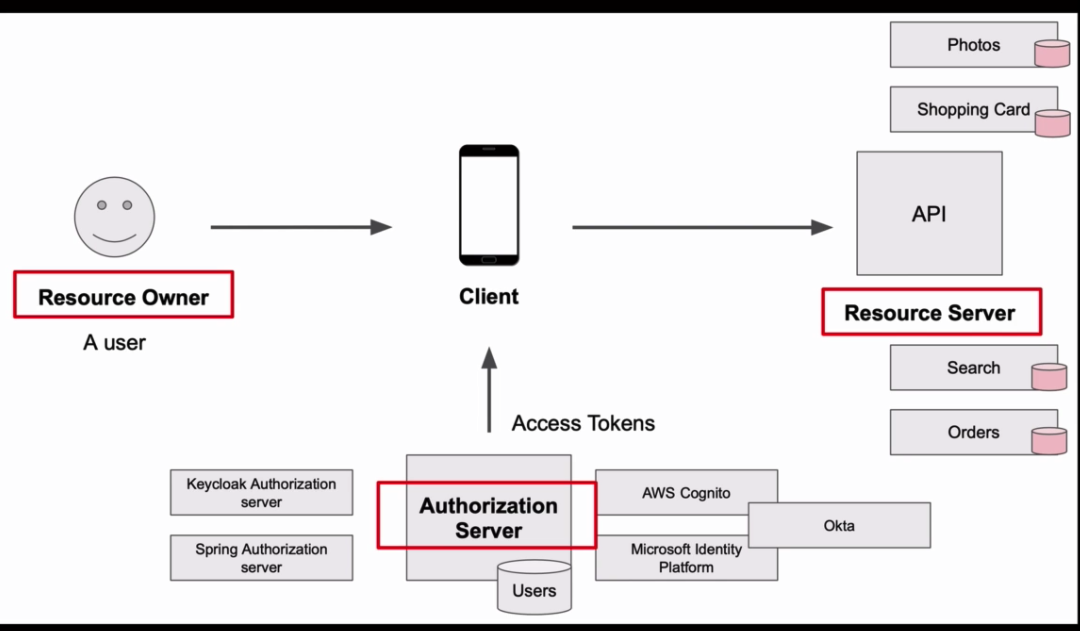 Photos
Shopping Card
API
Resource Owner
Client
Resource Server
A user
Search
Access Tokens
Orders
Keycloak Authorization
server
Authorization
Server
AWS Cognito
Okta
Spring Authorization
server
Microsoft Identity
Platform
Users